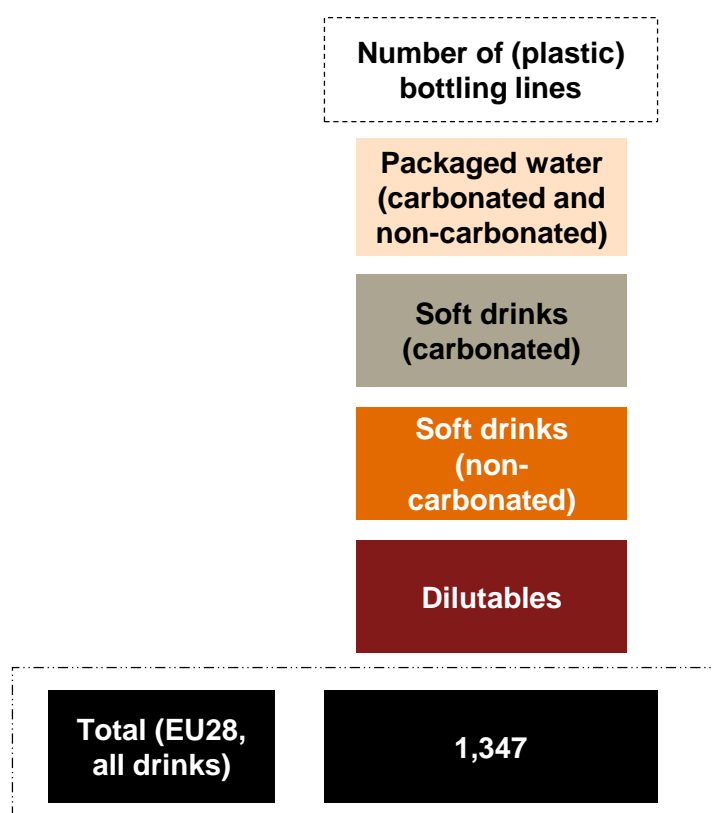 Number of (plastic)
bottling lines
Packaged water
(carbonated and
non-carbonated)
Soft drinks
(carbonated)
Soft drinks
(non-
carbonated)
Dilutables
Total (EU28,
all drinks)
1,347